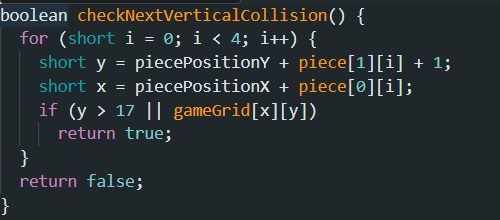 boolean checkNextVerticalCollision() {
  for (short i = 0; i < 4; i++) {
    short y = piecePositionY + piece[1][i] + 1;
    short x = piecePositionX + piece[0][i];
    if (y > 17 || gameGrid[x][y])
      return true;
  }
  return false;
}